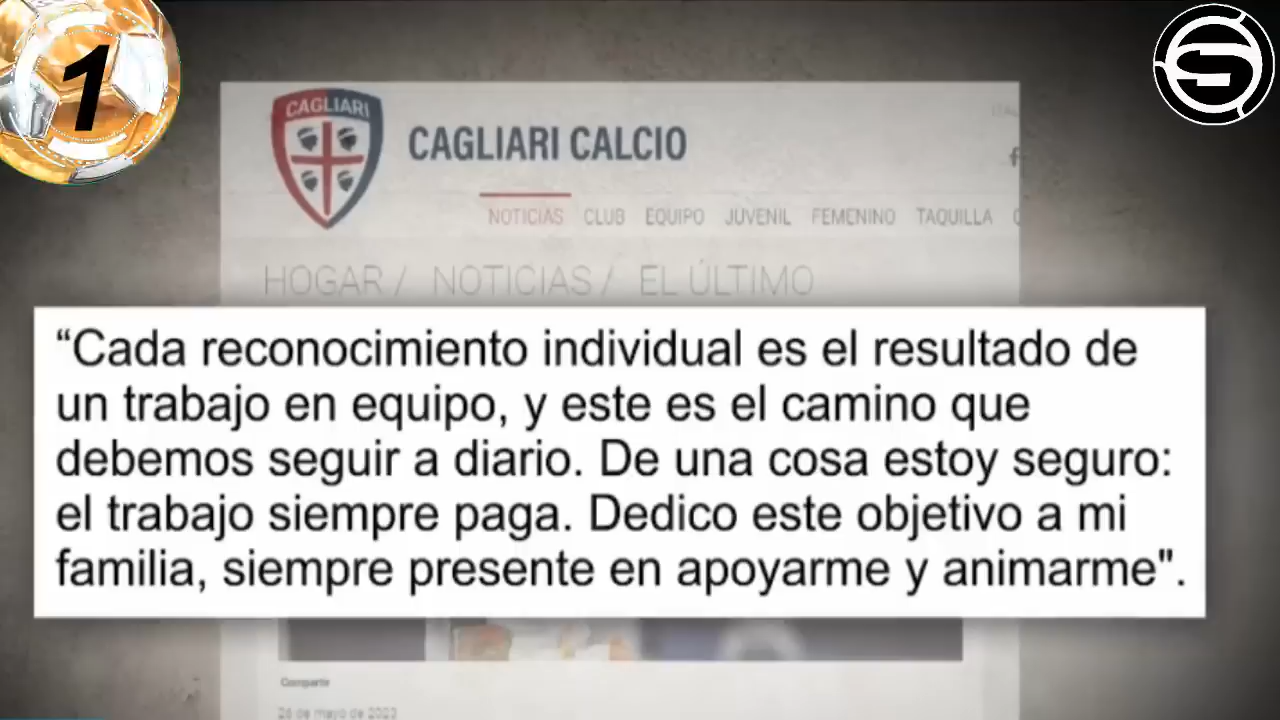 1
CAGLIARI
CAGLIARI CALCIO
NOTICIAS CLUB EQUIPO JUVENIL FEMENINO TAQUILLA
HOGAR / NOTICIAS / EL ÚLTIMO
“Cada reconocimiento individual es el resultado de
un trabajo en equipo, y este es el camino que
debemos seguir a diario. De una cosa estoy seguro:
el trabajo siempre paga. Dedico este objetivo a mi
familia, siempre presente en apoyarme y animarme".
Compartir
26 de mayo de 2023